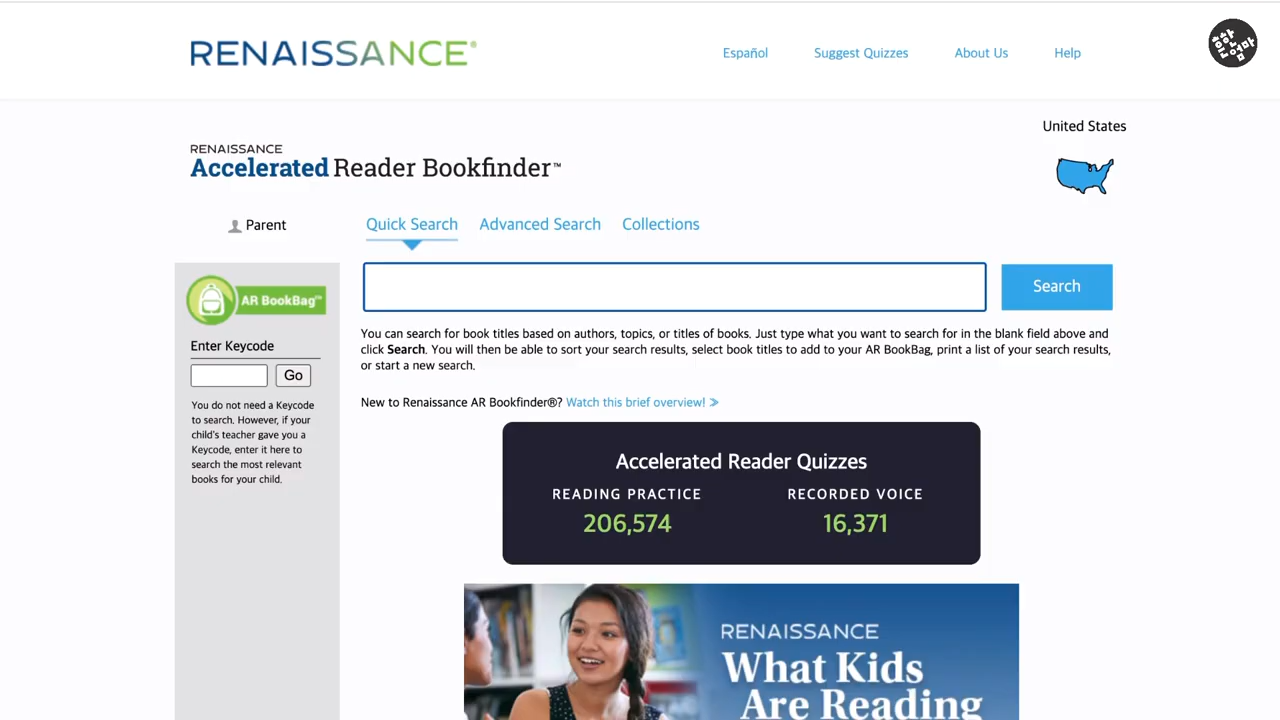 RENAISSANCE®
Español
Suggest Quizzes
About Us
Help
United States
RENAISSANCE
Accelerated Reader Bookfinder™
Parent
Quick Search
Advanced Search
Collections
AR BookBag™
Search
Enter Keycode
Go
You do not need a Keycode
to search. However, if your
child's teacher gave you a
Keycode, enter it here to
search the most relevant
books for your child.
You can search for book titles based on authors, topics, or titles of books. Just type what you want to search for in the blank field above and
click Search. You will then be able to sort your search results, select book titles to add to your AR BookBag, print a list of your search results,
or start a new search.
New to Renaissance AR Bookfinder®? Watch this brief overview! ≫
Accelerated Reader Quizzes
READING PRACTICE
RECORDED VOICE
206,574
16,371
RENAISSANCE
What Kids
Are Reading